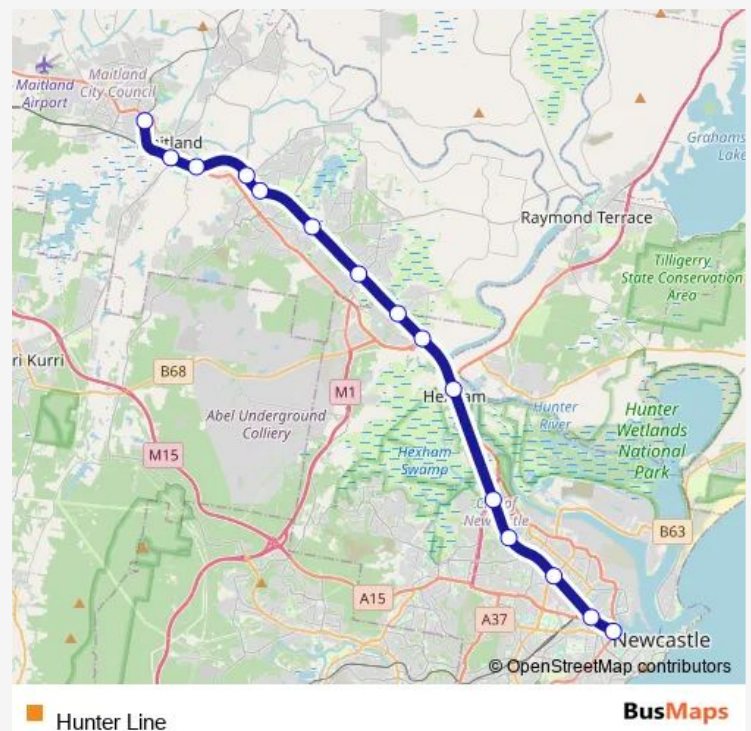 Maitland
City Council
Maitland
Airport
Grahams
Lake
Raymond Terrace
Tilligerry
State Conservation
Area
ri Kurri
B68
M1
Abel Underground
Colliery
Hunter
River
Hunter
Wetlands
National
Park
M15
Hexham
Swamp
B63
A15
A37
Newcastle
© OpenStreetMap contributors
Hunter Line
BusMaps